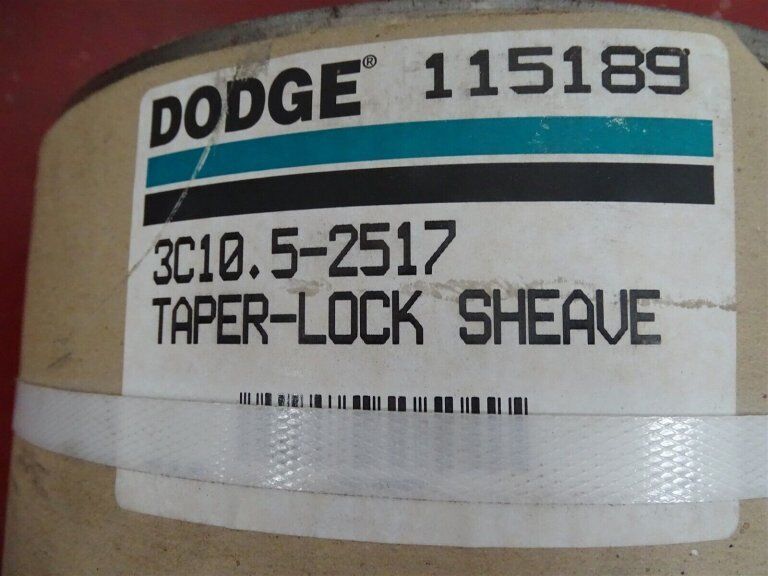 DODGE® 115189
3C10.5-2517
TAPER-LOCK SHEAVE